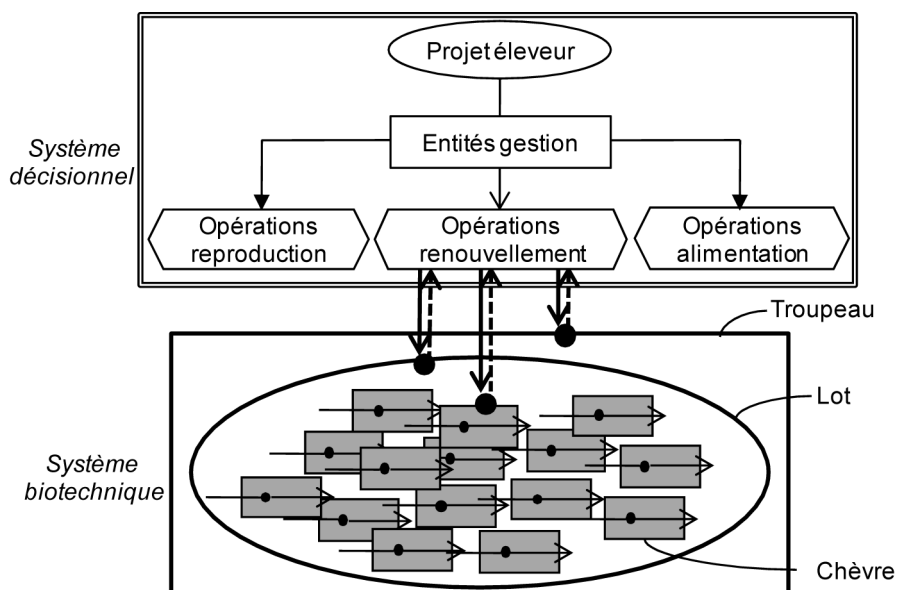 Projet éleveur
Système
décisionnel
Entités gestion
Opérations
reproduction
Opérations
renouvellement
Opérations
alimentation
Troupeau
Lot
Système
biotechnique
Chèvre